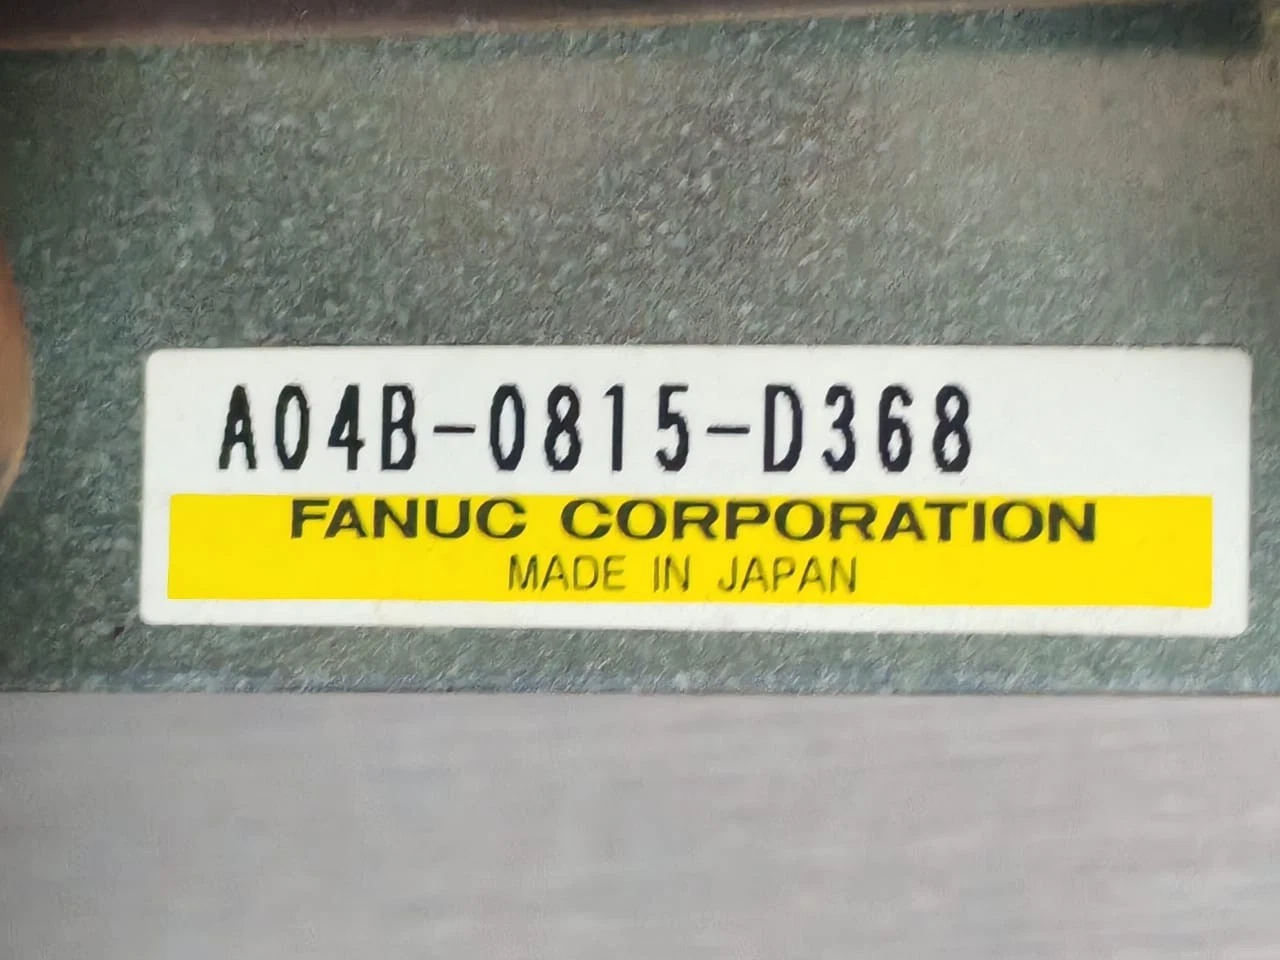 A04B-0815-D368
FANUC CORPORATION
MADE IN JAPAN